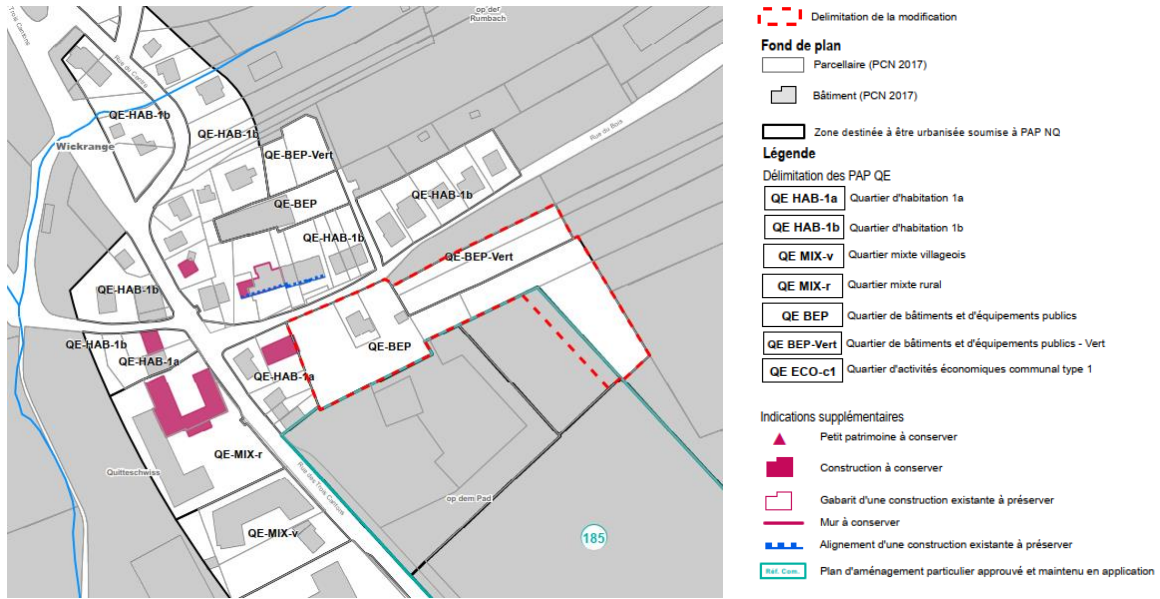 Trois Cantons
op der
Rumbach
Rue du Centre
QE-HAB-1b
QE-HAB-1b
Wickrange
QE-BEP-Vert
Rue du Bois
QE-HAB-1b
QE-BEP
QE-HAB-1b
QE-BEP-Vert
QE-HAB-1b
QE-HAB-1b
QE-BEP
QE-HAB-1a
QE-HAB-1a
QE-MIX-r
Quitteschwiss
Rue des Trois Cantons
op dem Pad
QE-MIX-v
185
Delimitation de la modification
Fond de plan
Parcellaire (PCN 2017)
Bâtiment (PCN 2017)
Zone destinée à être urbanisée soumise à PAP NQ
Légende
Délimitation des PAP QE
QE HAB-1a Quartier d'habitation 1a
QE HAB-1b Quartier d'habitation 1b
QE MIX-v Quartier mixte villageois
QE MIX-r Quartier mixte rural
QE BEP Quartier de bâtiments et d'équipements publics
QE BEP-Vert Quartier de bâtiments et d'équipements publics - Vert
QE ECO-c1 Quartier d'activités économiques communal type 1
Indications supplémentaires
Petit patrimoine à conserver
Construction à conserver
Gabarit d'une construction existante à préserver
Mur à conserver
Alignement d'une construction existante à préserver
Réf. Com. Plan d'aménagement particulier approuvé et maintenu en application